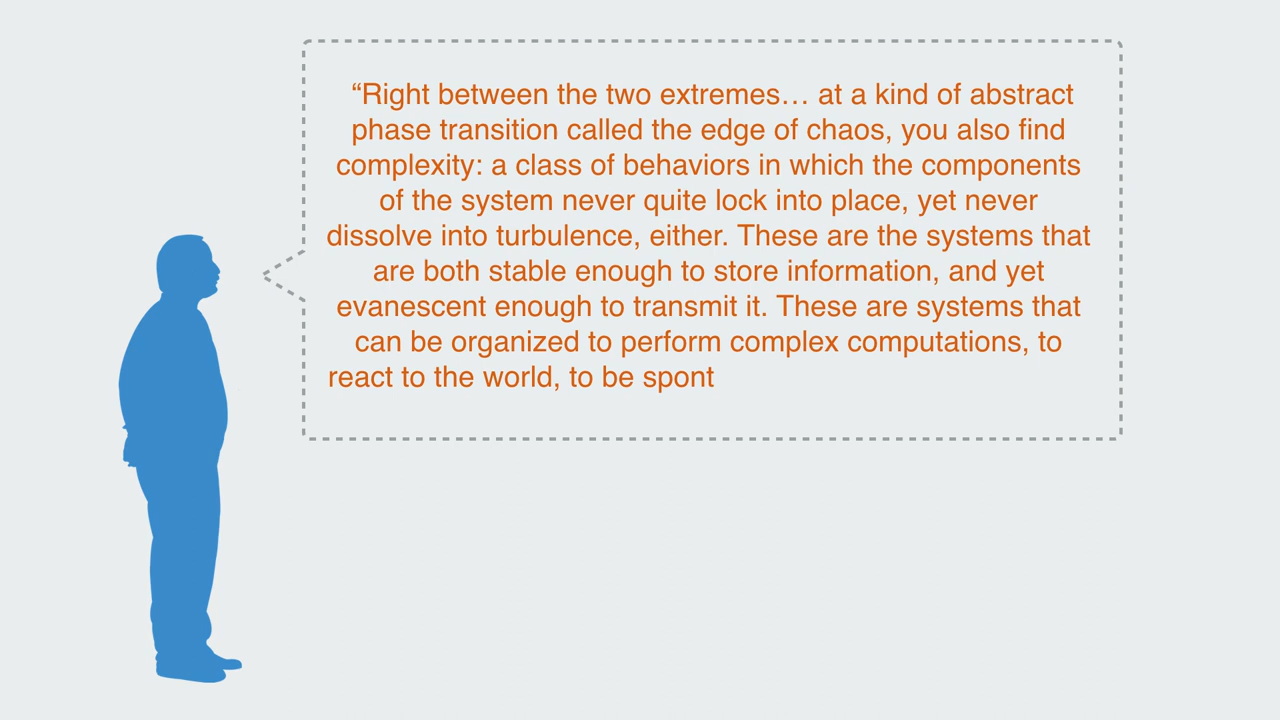 “Right between the two extremes… at a kind of abstract
phase transition called the edge of chaos, you also find
complexity: a class of behaviors in which the components
of the system never quite lock into place, yet never
dissolve into turbulence, either. These are the systems that
are both stable enough to store information, and yet
evanescent enough to transmit it. These are systems that
can be organized to perform complex computations, to
react to the world, to be spont